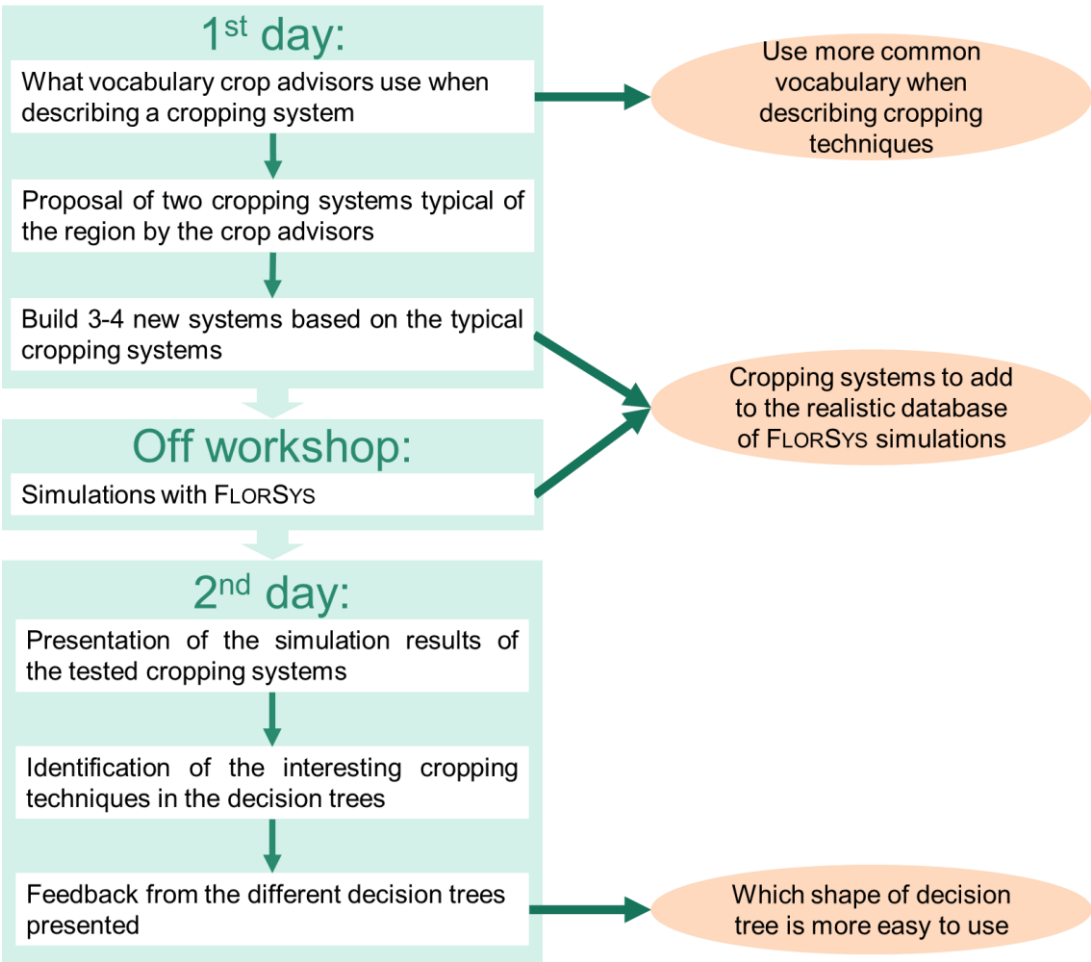 1st day:
What vocabulary crop advisors use when
describing a cropping system
Use more common
vocabulary when
describing cropping
techniques
Proposal of two cropping systems typical of
the region by the crop advisors
Build 3-4 new systems based on the typical
cropping systems
Cropping systems to add
to the realistic database
of FLORSYS simulations
Off workshop:
Simulations with FLORSYS
2nd day:
Presentation of the simulation results of
the tested cropping systems
Identification of the interesting cropping
techniques in the decision trees
Feedback from the different decision trees
presented
Which shape of decision
tree is more easy to use